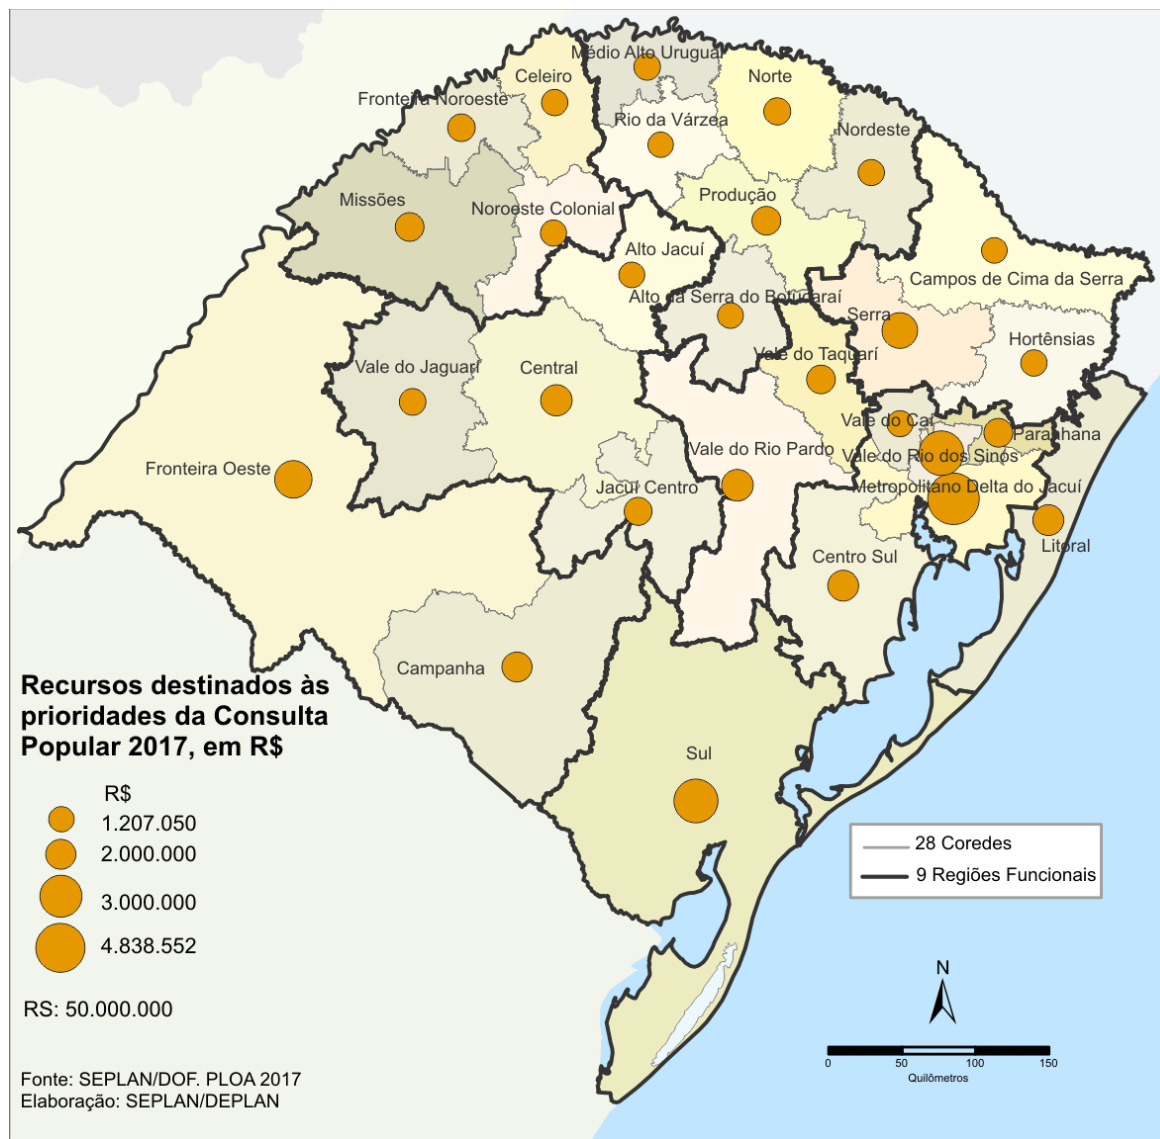 Médio Alto Uruguai
Celeiro
Norte
Fronteira Noroeste
Rio da Várzea
Nordeste
Missões
Produção
Noroeste Colonial
Alto Jacuí
Campos de Cima da Serra
Alto da Serra do Botucaraí
Serra
Hortênsias
Vale do Jaguari
Central
Vale do Taquari
Vale do Caí
Paranhana
Fronteira Oeste
Vale do Rio Pardo
Vale do Rio dos Sinos
Jacuí Centro
Metropolitano Delta do Jacuí
Centro Sul
Litoral
Campanha
Sul
Recursos destinados às
prioridades da Consulta
Popular 2017, em R$
R$
1.207.050
2.000.000
3.000.000
4.838.552
RS: 50.000.000
28 Coredes
9 Regiões Funcionais
N
0 50 100 150
Quilômetros
Fonte: SEPLAN/DOF. PLOA 2017
Elaboração: SEPLAN/DEPLAN